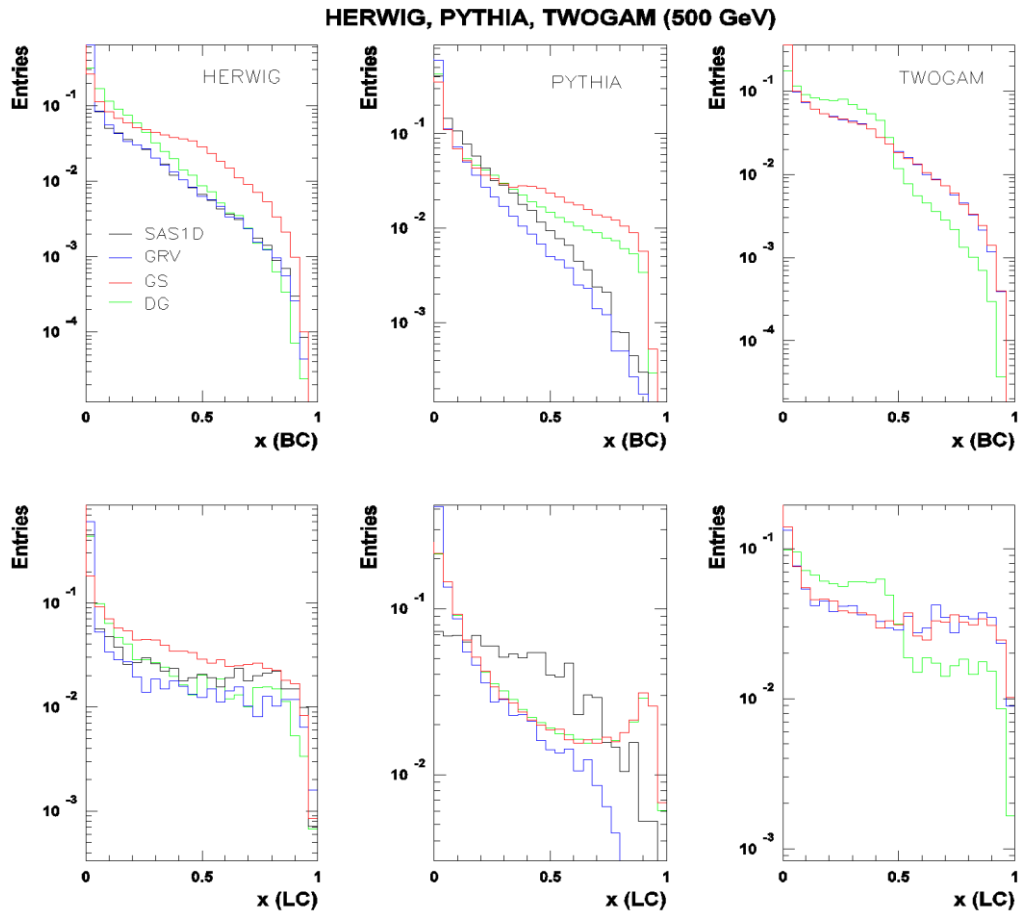 HERWIG, PYTHIA, TWOGAM (500 GeV)
Entries
HERWIG
10 -1
10 -2
10 -3
10 -4
SAS1D
GRV
GS
DG
0 0.5 1
x (BC)
Entries
PYTHIA
10 -1
10 -2
10 -3
0 0.5 1
x (BC)
Entries
TWOGAM
10 -1
10 -2
10 -3
10 -4
0 0.5 1
x (BC)
Entries
10 -1
10 -2
10 -3
0 0.5 1
x (LC)
Entries
10 -1
10 -2
0 0.5 1
x (LC)
Entries
10 -1
10 -2
10 -3
0 0.5 1
x (LC)